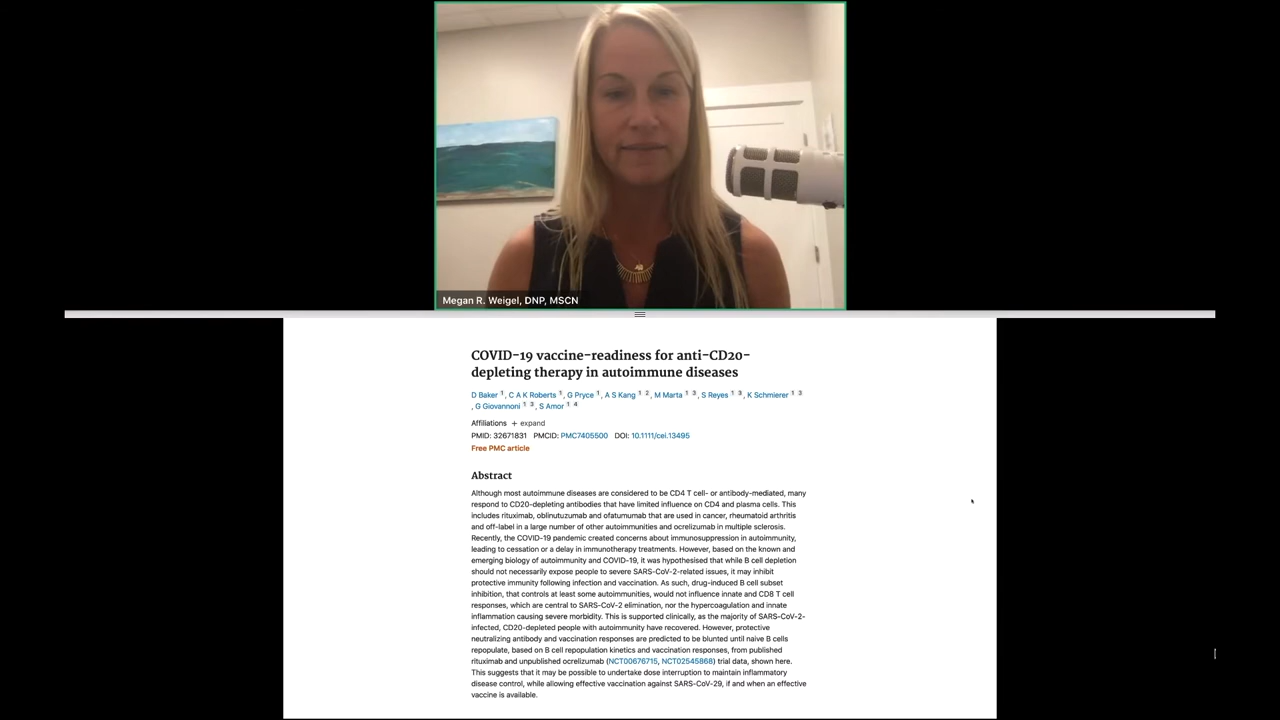 Megan R. Weigel, DNP, MSCN
COVID-19 vaccine-readiness for anti-CD20-
depleting therapy in autoimmune diseases
D Baker 1, C A K Roberts 1, G Pryce 1, A S Kang 1 2, M Marta 1 3, S Reyes 1 3, K Schmierer 1 3
, G Giovannoni 1 3, S Amor 1 4
Affiliations + expand
PMID: 32671831 PMCID: PMC7405500 DOI: 10.1111/cei.13495
Free PMC article
Abstract
Although most autoimmune diseases are considered to be CD4 T cell- or antibody-mediated, many
respond to CD20-depleting antibodies that have limited influence on CD4 and plasma cells. This
includes rituximab, oblinutuzumab and ofatumumab that are used in cancer, rheumatoid arthritis
and off-label in a large number of other autoimmunities and ocrelizumab in multiple sclerosis.
Recently, the COVID-19 pandemic created concerns about immunosuppression in autoimmunity,
leading to cessation or a delay in immunotherapy treatments. However, based on the known and
emerging biology of autoimmunity and COVID-19, it was hypothesised that while B cell depletion
should not necessarily expose people to severe SARS-CoV-2-related issues, it may inhibit
protective immunity following infection and vaccination. As such, drug-induced B cell subset
inhibition, that controls at least some autoimmunities, would not influence innate and CD8 T cell
responses, which are central to SARS-CoV-2 elimination, nor the hypercoagulation and innate
inflammation causing severe morbidity. This is supported clinically, as the majority of SARS-CoV-2-
infected, CD20-depleted people with autoimmunity have recovered. However, protective
neutralizing antibody and vaccination responses are predicted to be blunted until naive B cells
repopulate, based on B cell repopulation kinetics and vaccination responses, from published
rituximab and unpublished ocrelizumab (NCT00676715, NCT02545868) trial data, shown here.
This suggests that it may be possible to undertake dose interruption to maintain inflammatory
disease control, while allowing effective vaccination against SARS-CoV-29, if and when an effective
vaccine is available.